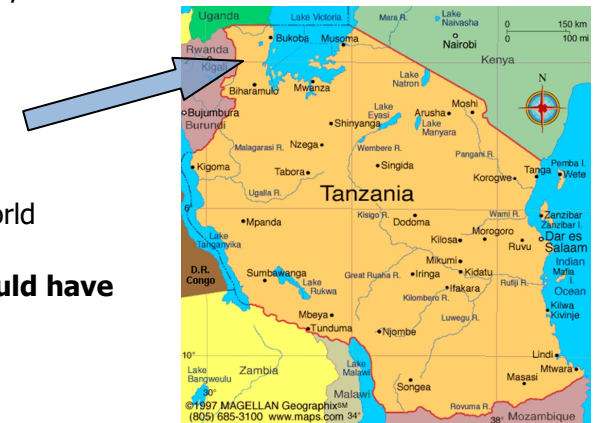 orld
uld have
Uganda
Lake Victoria
Mara R.
Lake
Naivasha
0 150 km
0 100 mi
Bukoba
Musoma
Nairobi
Rwanda
2°
Kigali
Kenya
N
Biharamulo
Mwanza
Lake
Natron
Bujumbura
Burundi
Lake
Eyasi
Arusha
Moshi
Shinyanga
Lake
Manyara
Malagarasi R.
Nzega
Wembere R.
Pangani R.
Kigoma
Tabora
Singida
Korogwe
Tanga
Pemba I.
Wete
Ugalla R.
Tanzania
6°
Mpanda
Kisigo R.
Dodoma
Wami R.
Zanzibar
Zanzibar I.
Lake
Tanganyika
Kilosa
Morogoro
Ruvu
Dar es
Salaam
D.R.
Congo
Sumbawanga
Lake
Rukwa
Great Ruaha R.
Mikumi
Iringa
Kidatu
Ifakara
Rufiji R.
Indian
Mafia
I
Ocean
Kilombero R.
Kilwa
Kivinje
Mbeya
Tunduma
Njombe
Luwegu R.
10°
Lindi
Mtwara
Lake
Bangweulu
Zambia
Lake
Malawi
Songea
Masasi
30°
Malawi
©1997 MAGELLAN Geographix℠
(805) 685-3100 www.maps.com
34°
Rovuma R.
38°
Mozambique